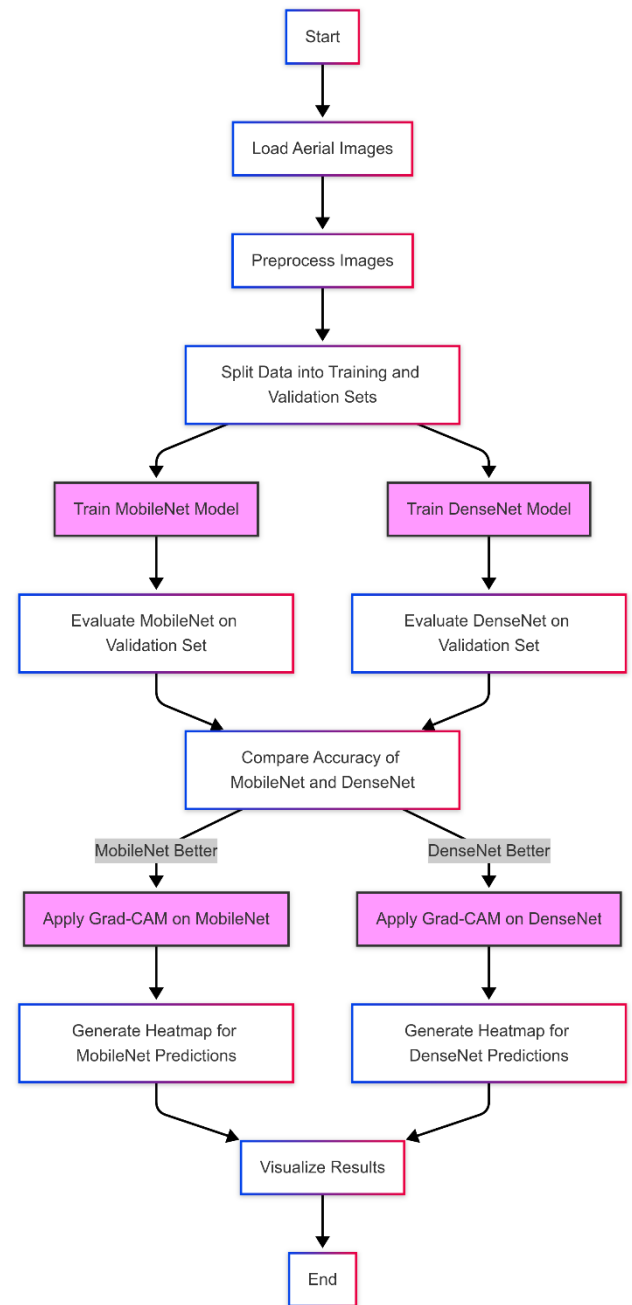 Start
Load Aerial Images
Preprocess Images
Split Data into Training and
Validation Sets
Train MobileNet Model
Train DenseNet Model
Evaluate MobileNet on
Validation Set
Evaluate DenseNet on
Validation Set
Compare Accuracy of
MobileNet and DenseNet
MobileNet Better
DenseNet Better
Apply Grad-CAM on MobileNet
Apply Grad-CAM on DenseNet
Generate Heatmap for
MobileNet Predictions
Generate Heatmap for
DenseNet Predictions
Visualize Results
End